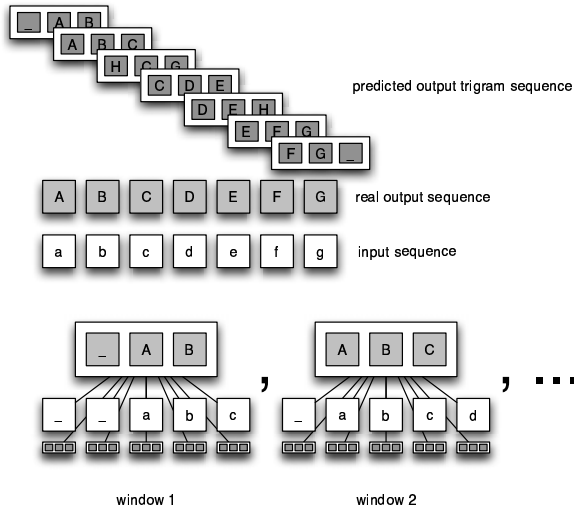 _ A B
A B C
H C G
C D E
predicted output trigram sequence
D E H
E F G
F G _
A B C D E F G real output sequence
a b c d e f g input sequence
_ A B , A B C , ...
_ _ a b c _ a b c d
window 1 window 2